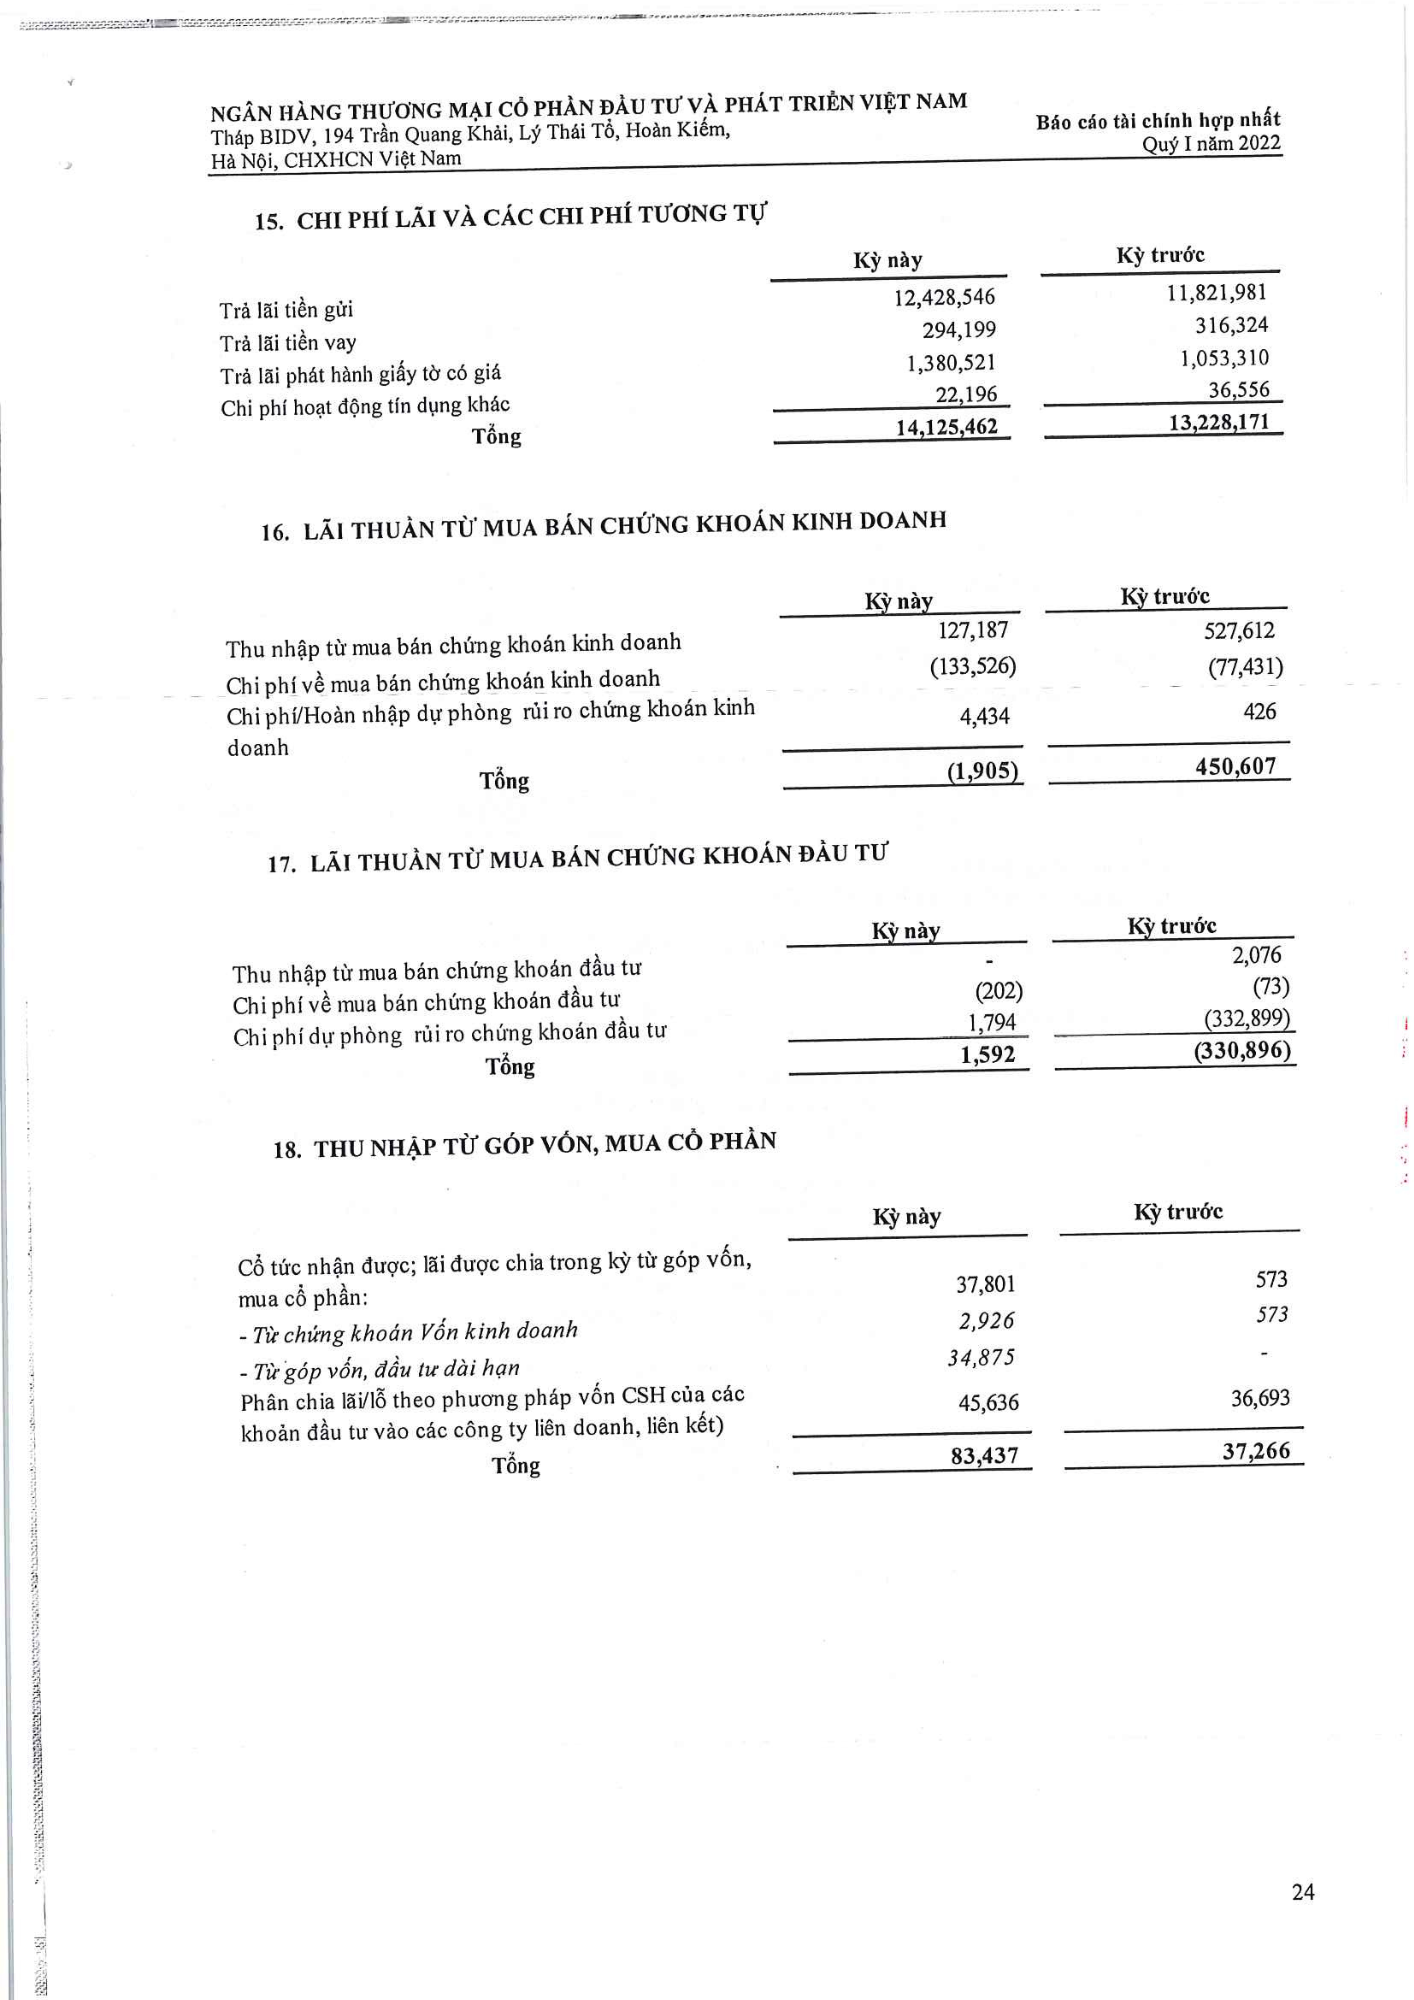 NGÂN HÀNG THƯƠNG MẠI CỔ PHẦN ĐẦU TƯ VÀ PHÁT TRIỂN VIỆT NAM
Tháp BIDV, 194 Trần Quang Khải, Lý Thái Tổ, Hoàn Kiếm,
Hà Nội, CHXHCN Việt Nam
Báo cáo tài chính hợp nhất
Quý I năm 2022
15. CHI PHÍ LÃI VÀ CÁC CHI PHÍ TƯƠNG TỰ
Kỳ này Kỳ trước
Trả lãi tiền gửi 12,428,546 11,821,981
Trả lãi tiền vay 294,199 316,324
Trả lãi phát hành giấy tờ có giá 1,380,521 1,053,310
Chi phí hoạt động tín dụng khác 22,196 36,556
Tổng 14,125,462 13,228,171
16. LÃI THUẦN TỪ MUA BÁN CHỨNG KHOÁN KINH DOANH
Kỳ này Kỳ trước
Thu nhập từ mua bán chứng khoán kinh doanh 127,187 527,612
Chi phí về mua bán chứng khoán kinh doanh (133,526) (77,431)
Chi phí/Hoàn nhập dự phòng rủi ro chứng khoán kinh
doanh 4,434 426
Tổng (1,905) 450,607
17. LÃI THUẦN TỪ MUA BÁN CHỨNG KHOÁN ĐẦU TƯ
Kỳ này Kỳ trước
Thu nhập từ mua bán chứng khoán đầu tư - 2,076
Chi phí về mua bán chứng khoán đầu tư (202) (73)
Chi phí dự phòng rủi ro chứng khoán đầu tư 1,794 (332,899)
Tổng 1,592 (330,896)
18. THU NHẬP TỪ GÓP VỐN, MUA CỔ PHẦN
Kỳ này Kỳ trước
Cổ tức nhận được; lãi được chia trong kỳ từ góp vốn,
mua cổ phần: 37,801 573
- Từ chứng khoán Vốn kinh doanh 2,926 573
- Từ góp vốn, đầu tư dài hạn 34,875 -
Phân chia lãi/lỗ theo phương pháp vốn CSH của các
khoản đầu tư vào các công ty liên doanh, liên kết) 45,636 36,693
Tổng 83,437 37,266
24